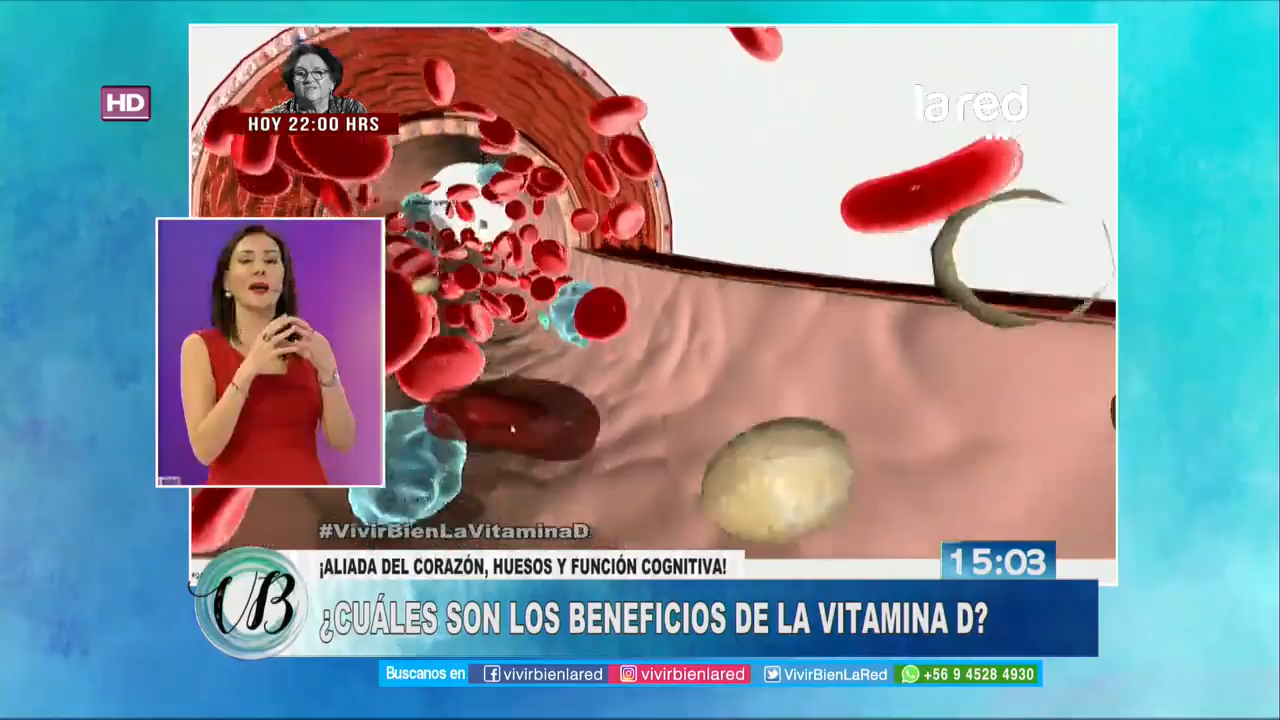 HD
HOY 22:00 HRS
la red
#VivirBienLaVitaminaD
¡ALIADA DEL CORAZÓN, HUESOS Y FUNCIÓN COGNITIVA!
15:03
VB
¿CUÁLES SON LOS BENEFICIOS DE LA VITAMINA D?
Buscanos en vivirbienlared vivirbienlared VivirBienLaRed +56 9 4528 4930